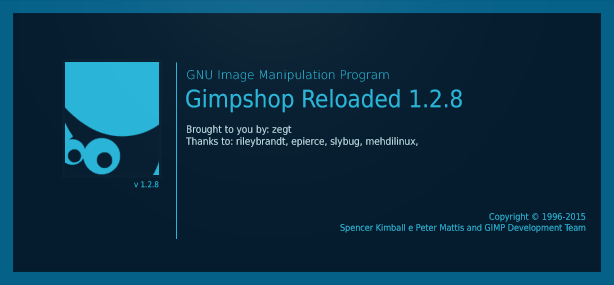 GNU Image Manipulation Program
Gimpshop Reloaded 1.2.8
Brought to you by: zegt
Thanks to: rileybrandt, epierce, slybug, mehdilinux,
v 1.2.8
Copyright © 1996-2015
Spencer Kimball e Peter Mattis and GIMP Development Team